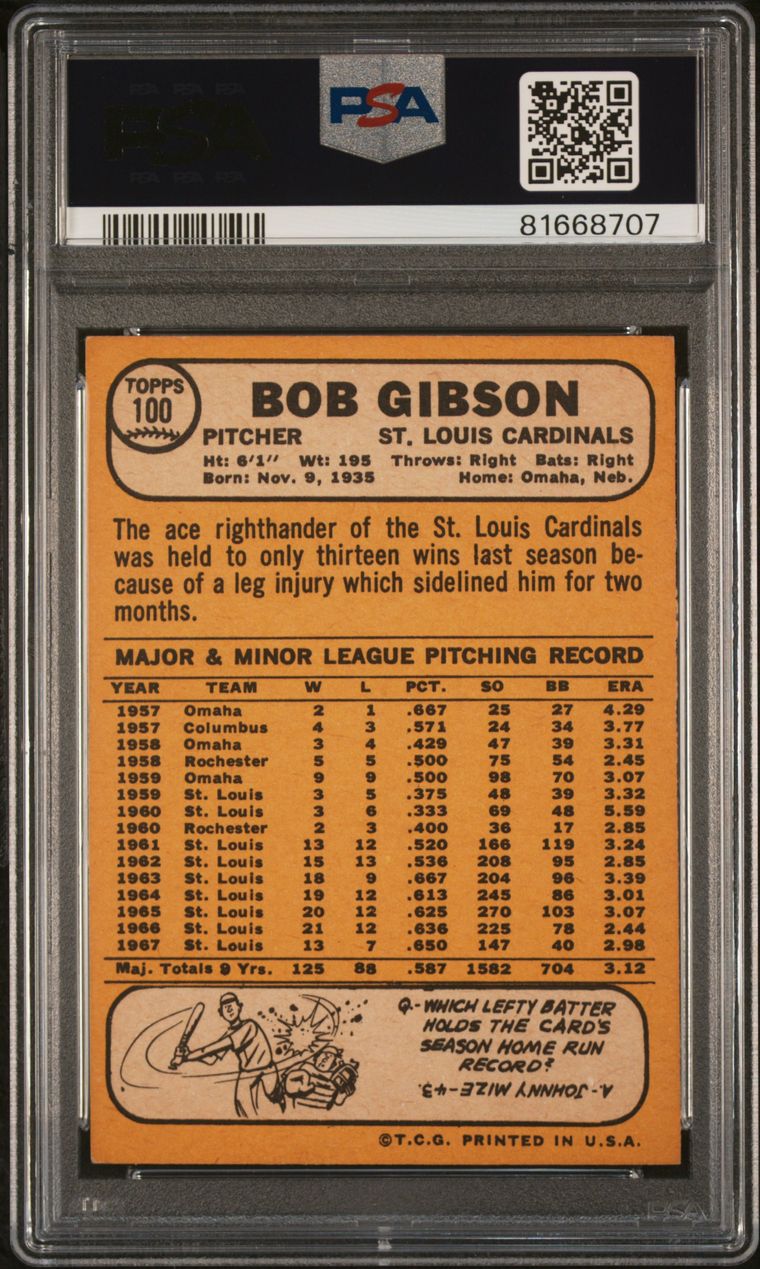 PSA PSA PSA
PSA
PSA PSA PSA
PSA
81668707
TOPPS
100
BOB GIBSON
PITCHER ST. LOUIS CARDINALS
Ht: 6'1" Wt: 195 Throws: Right Bats: Right
Born: Nov. 9, 1935 Home: Omaha, Neb.
The ace righthander of the St. Louis Cardinals
was held to only thirteen wins last season be-
cause of a leg injury which sidelined him for two
months.
MAJOR & MINOR LEAGUE PITCHING RECORD
YEAR TEAM W L PCT. SO BB ERA
1957 Omaha 2 1 .667 25 27 4.29
1957 Columbus 4 3 .571 24 34 3.77
1958 Omaha 3 4 .429 47 39 3.31
1958 Rochester 5 5 .500 75 54 2.45
1959 Omaha 9 9 .500 98 70 3.07
1959 St. Louis 3 5 .375 48 39 3.32
1960 St. Louis 3 6 .333 69 48 5.59
1960 Rochester 2 3 .400 36 17 2.85
1961 St. Louis 13 12 .520 166 119 3.24
1962 St. Louis 15 13 .536 208 95 2.85
1963 St. Louis 18 9 .667 204 96 3.39
1964 St. Louis 19 12 .613 245 86 3.01
1965 St. Louis 20 12 .625 270 103 3.07
1966 St. Louis 21 12 .636 225 78 2.44
1967 St. Louis 13 7 .650 147 40 2.98
Maj. Totals 9 Yrs. 125 88 .587 1582 704 3.12
Q.-WHICH LEFTY BATTER
HOLDS THE CARD'S
SEASON HOME RUN
RECORD?
A.-JOHNNY MIZE-43.
©T.C.G. PRINTED IN U.S.A.
PSA